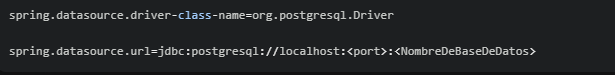 spring.datasource.driver-class-name=org.postgresql.Driver
spring.datasource.url=jdbc:postgresql://localhost:<port>:<NombreDeBaseDeDatos>